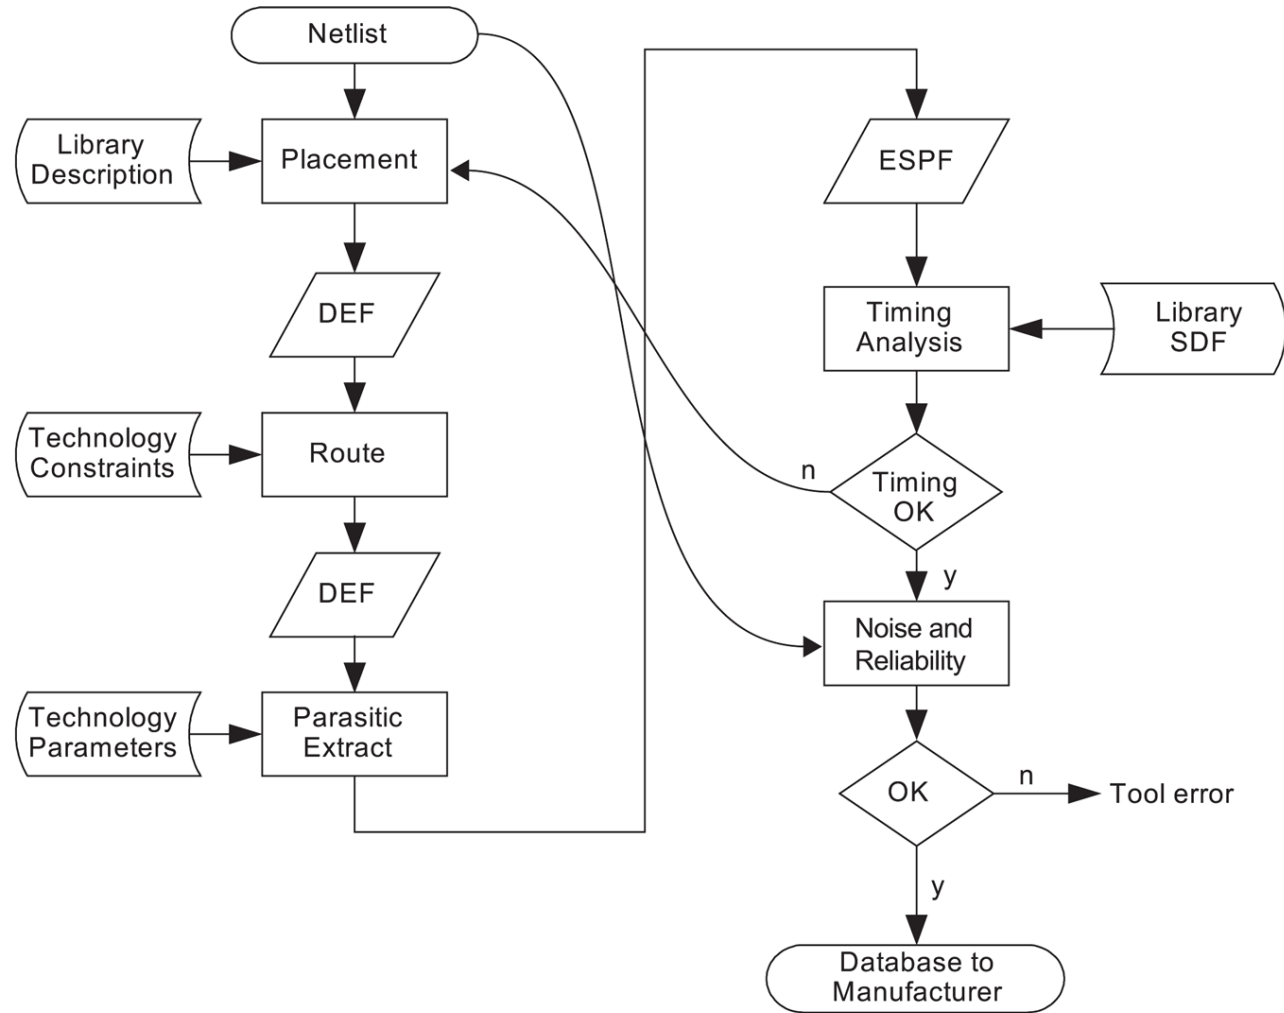 Netlist
Library
Description
Placement
DEF
Technology
Constraints
Route
DEF
Technology
Parameters
Parasitic
Extract
ESPF
Timing
Analysis
Library
SDF
n
Timing
OK
y
Noise and
Reliability
OK
n
Tool error
y
Database to
Manufacturer